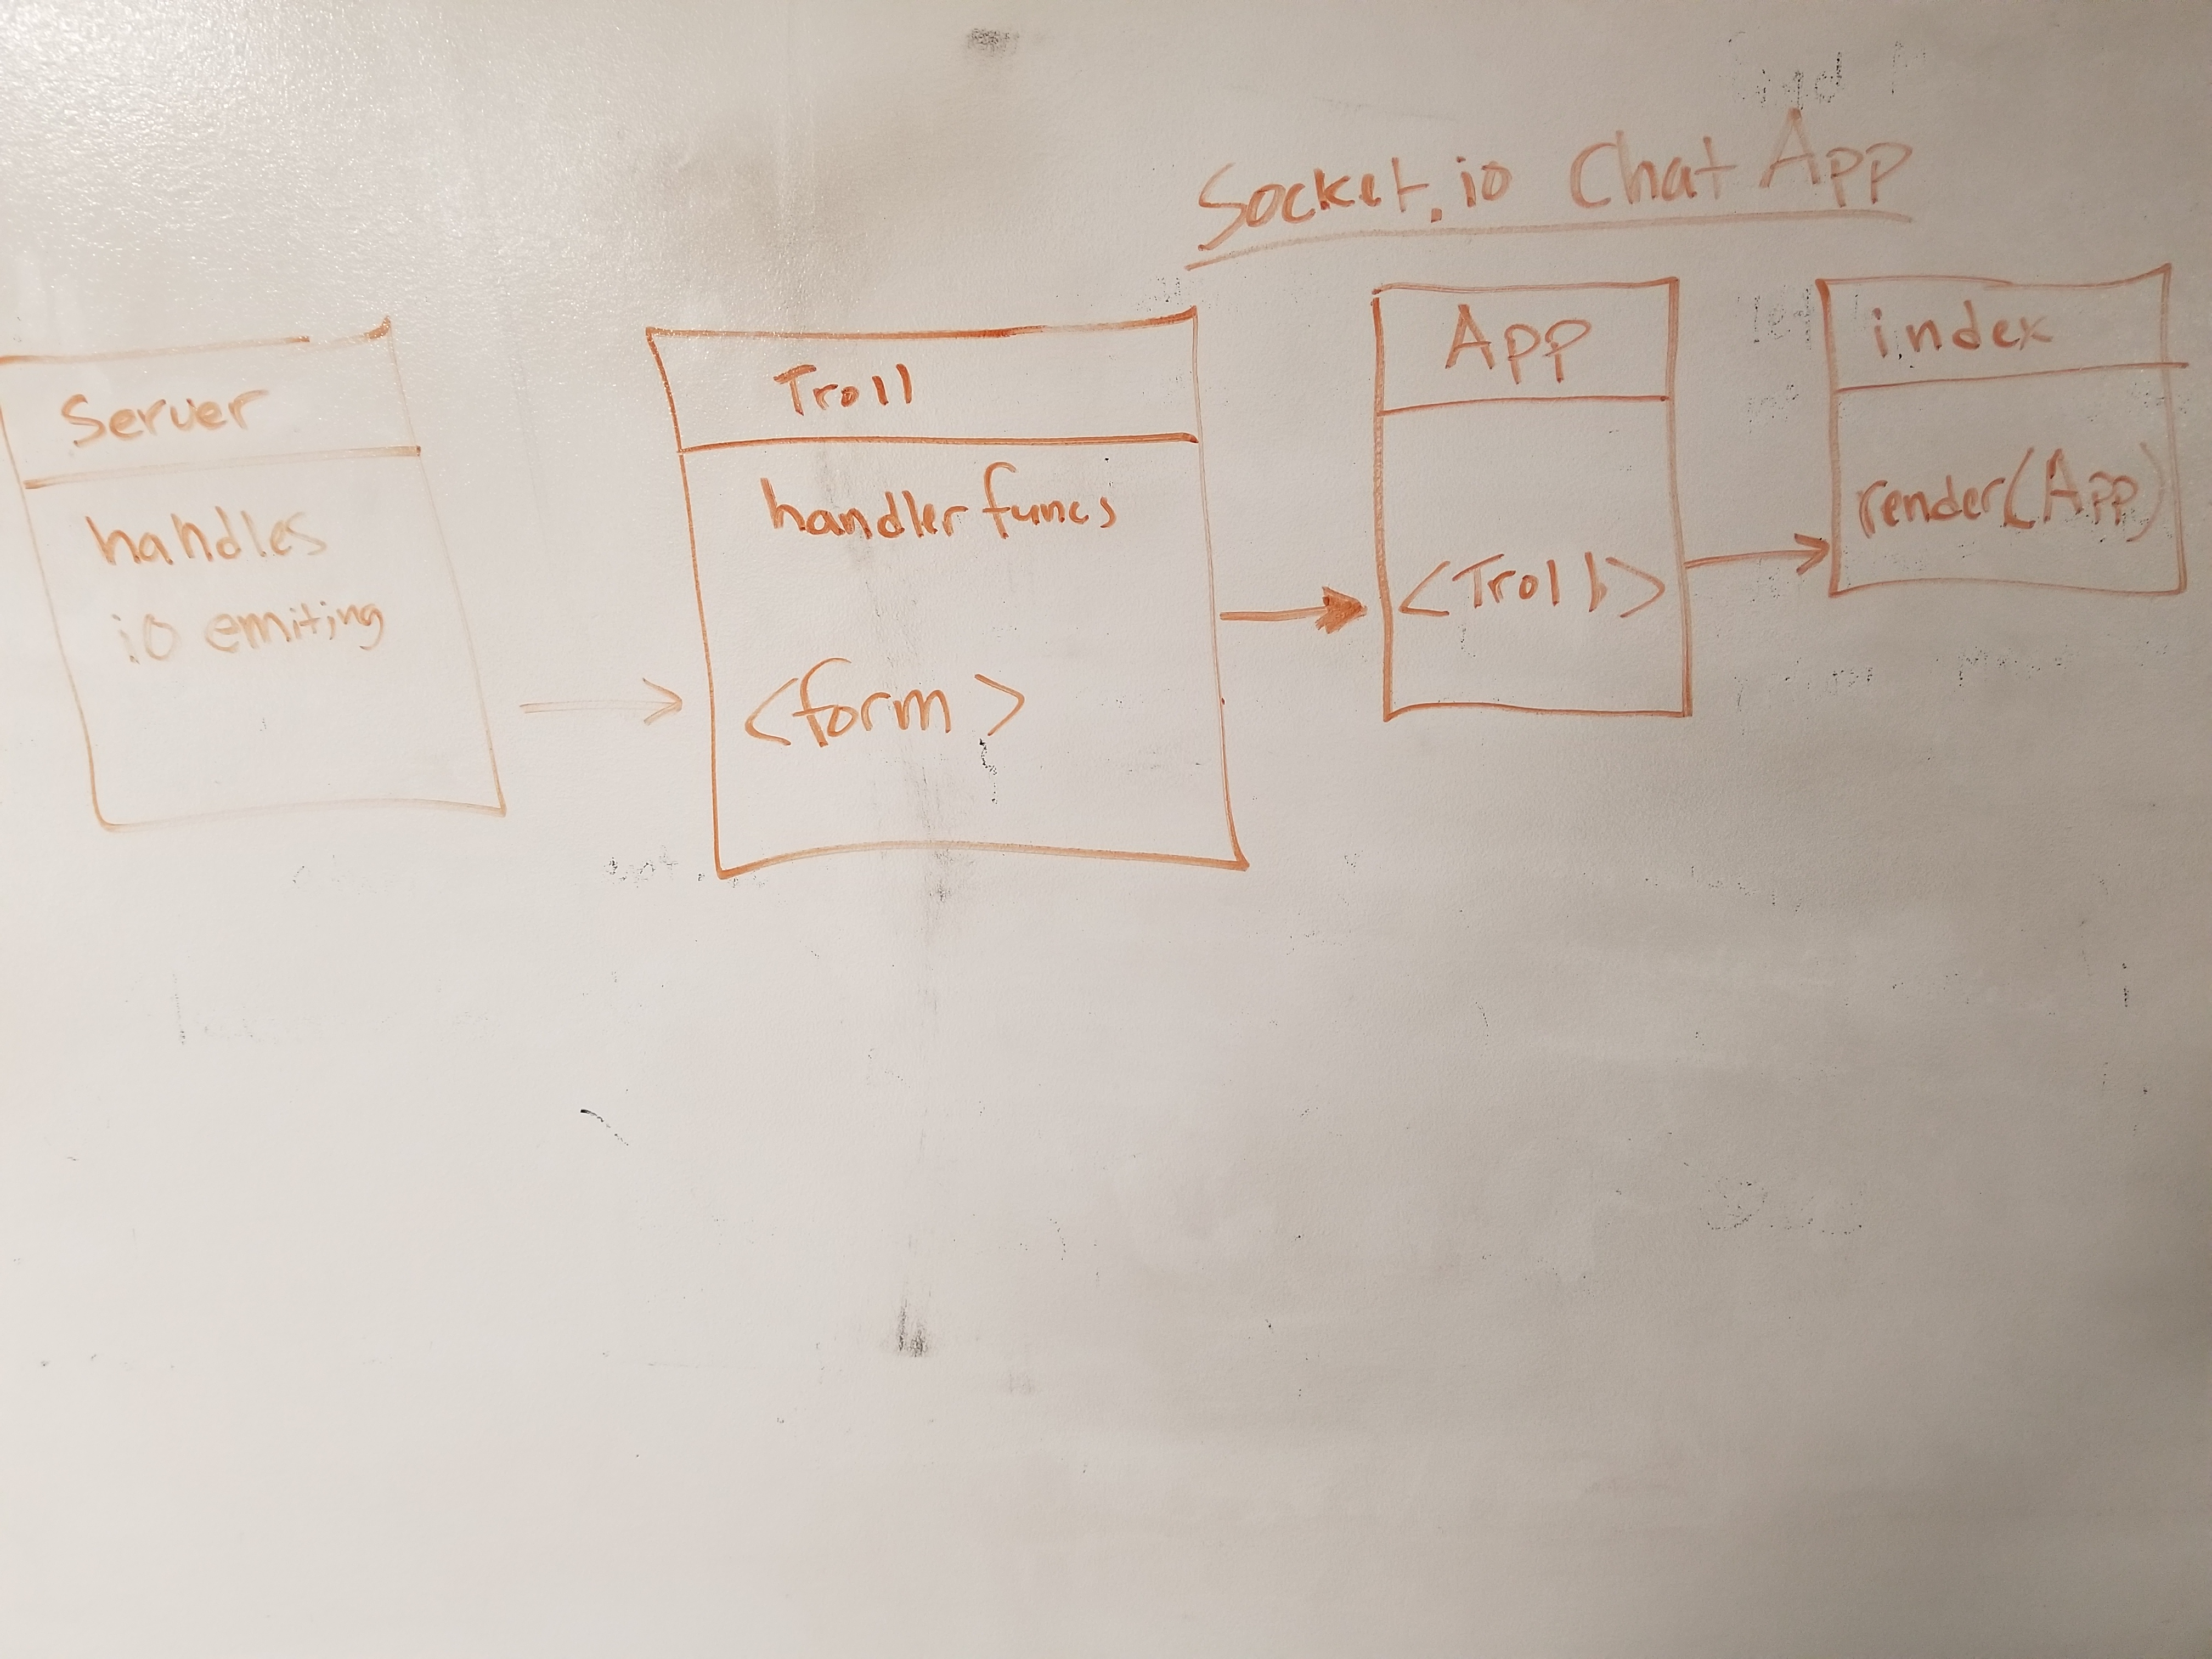 Socket.io Chat App
Server
handles
io emiting
Troll
handler funcs
<form >
App
<Troll>
index
render(App)